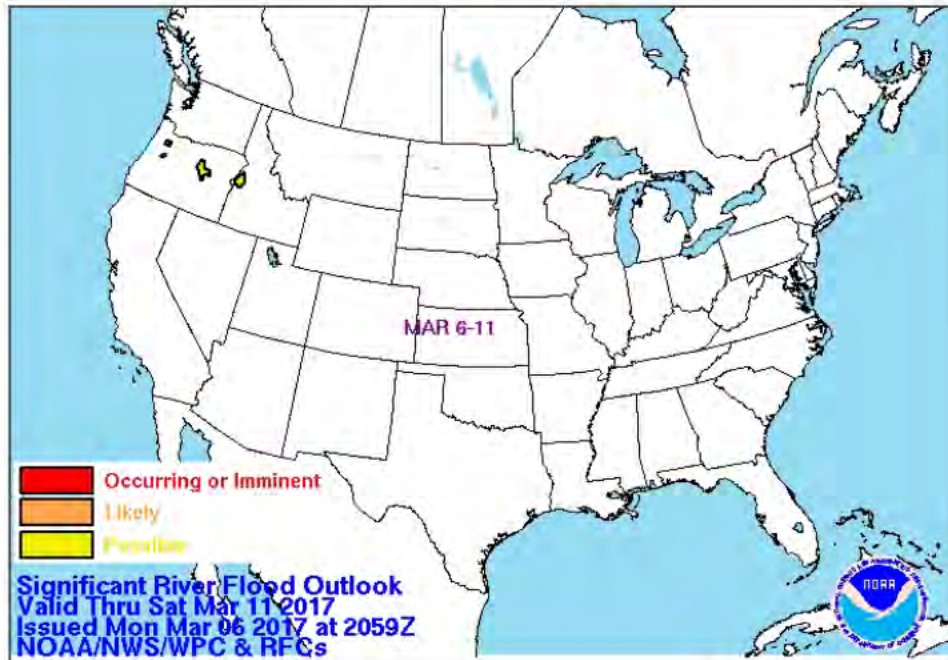 MAR 6-11
Occurring or Imminent
Likely
Possible
Significant River Flood Outlook
Valid Thru Sat Mar 11 2017
Issued Mon Mar 06 2017 at 2059Z
NOAA/NWS/WPC & RFCs
NOAA